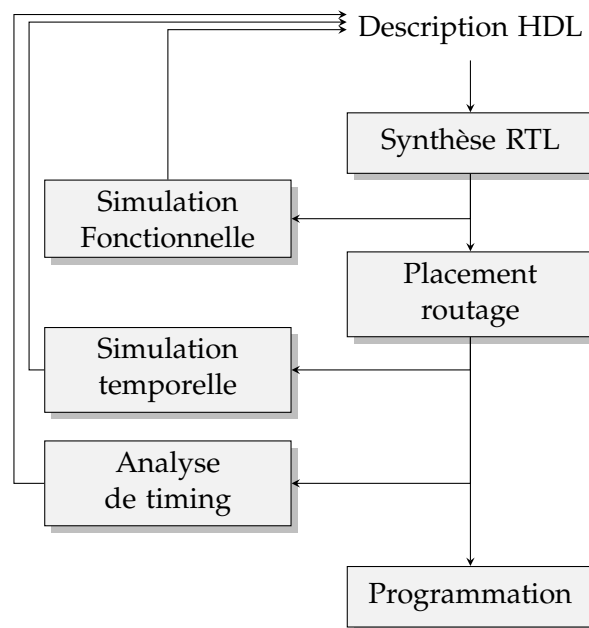 Description HDL
Synthèse RTL
Simulation
Fonctionnelle
Placement
routage
Simulation
temporelle
Analyse
de timing
Programmation